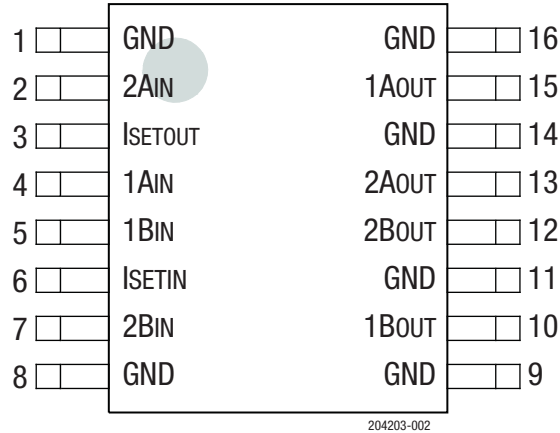 1 GND GND 16
2 2AIN 1AOUT 15
3 ISETOUT GND 14
4 1AIN 2AOUT 13
5 1BIN 2BOUT 12
6 ISETIN GND 11
7 2BIN 1BOUT 10
8 GND GND 9
204203-002